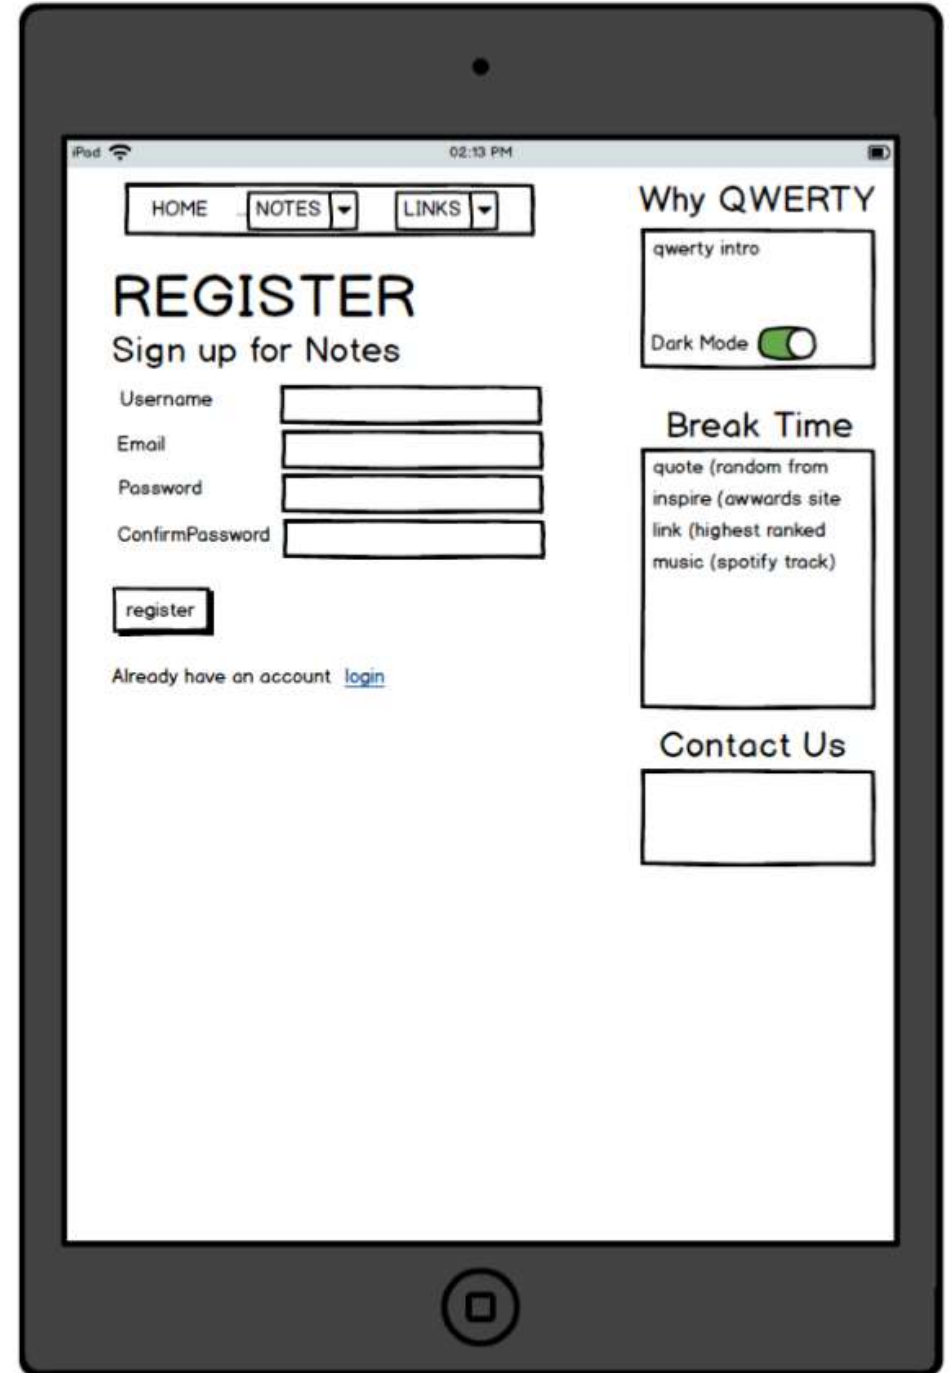 iPad
02:13 PM
HOME
NOTES
LINKS
REGISTER
Sign up for Notes
Username
Email
Password
ConfirmPassword
register
Already have an account login
Why QWERTY
qwerty intro
Dark Mode
Break Time
quote (random from
inspire (awwards site
link (highest ranked
music (spotify track)
Contact Us